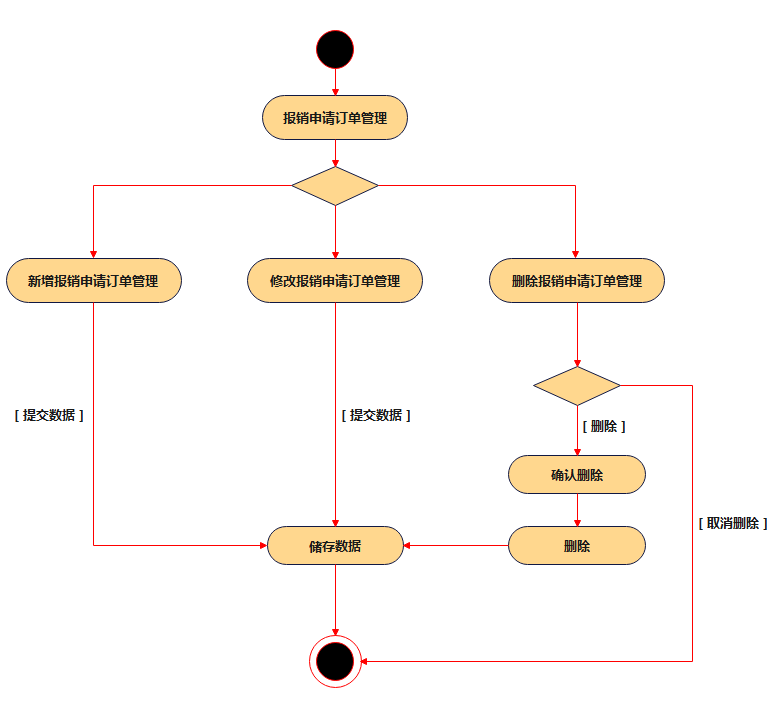 报销申请订单管理
新增报销申请订单管理
修改报销申请订单管理
删除报销申请订单管理
[ 提交数据 ]
[ 提交数据 ]
[ 删除 ]
确认删除
[ 取消删除 ]
储存数据
删除